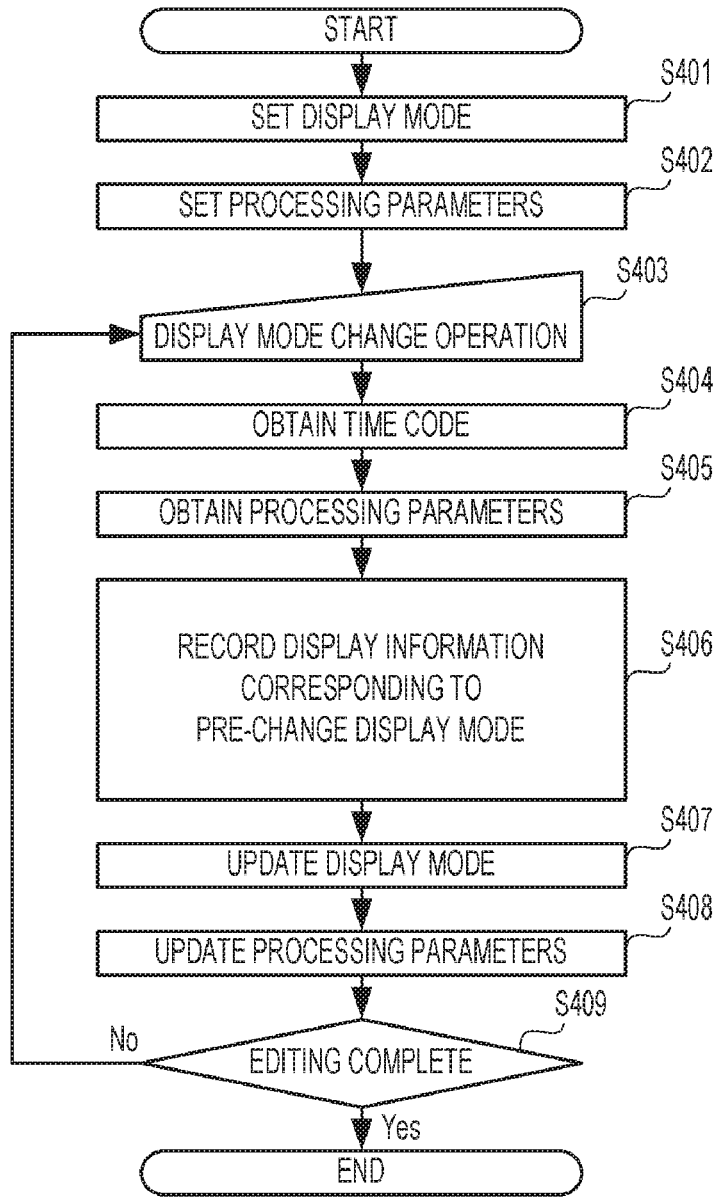 START
S401
SET DISPLAY MODE
S402
SET PROCESSING PARAMETERS
S403
DISPLAY MODE CHANGE OPERATION
S404
OBTAIN TIME CODE
S405
OBTAIN PROCESSING PARAMETERS
S406
RECORD DISPLAY INFORMATION
CORRESPONDING TO
PRE-CHANGE DISPLAY MODE
S407
UPDATE DISPLAY MODE
S408
UPDATE PROCESSING PARAMETERS
S409
No
EDITING COMPLETE
Yes
END